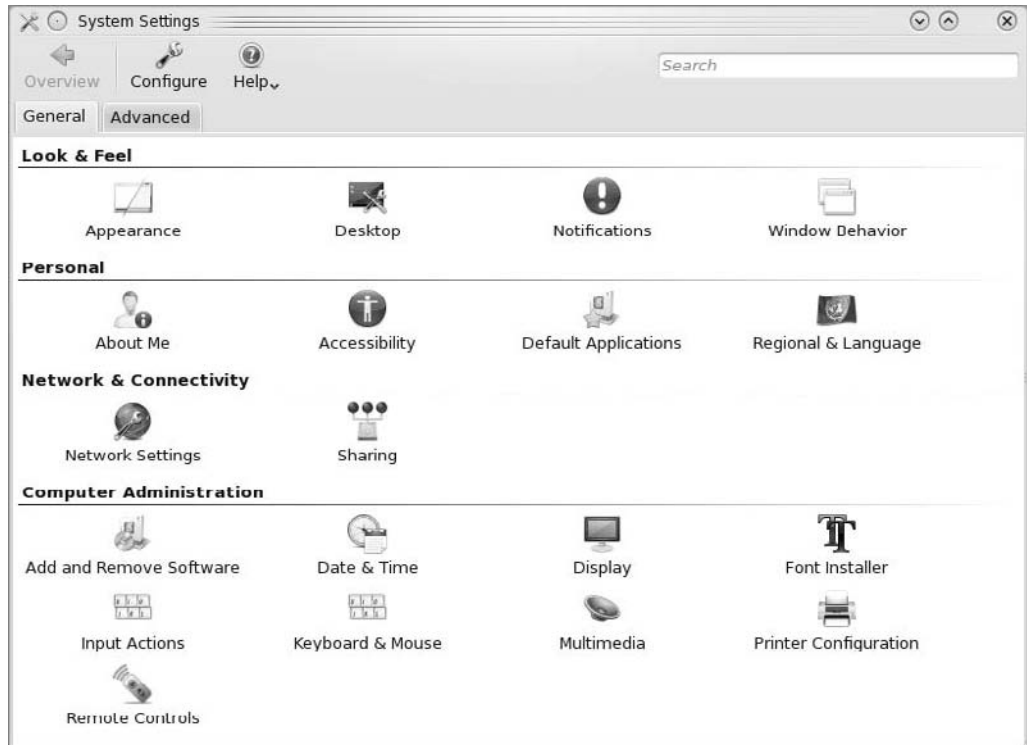 System Settings
Overview Configure Help
Search
General Advanced
Look & Feel
Appearance Desktop Notifications Window Behavior
Personal
About Me Accessibility Default Applications Regional & Language
Network & Connectivity
Network Settings Sharing
Computer Administration
Add and Remove Software Date & Time Display Font Installer
Input Actions Keyboard & Mouse Multimedia Printer Configuration
Remote Controls